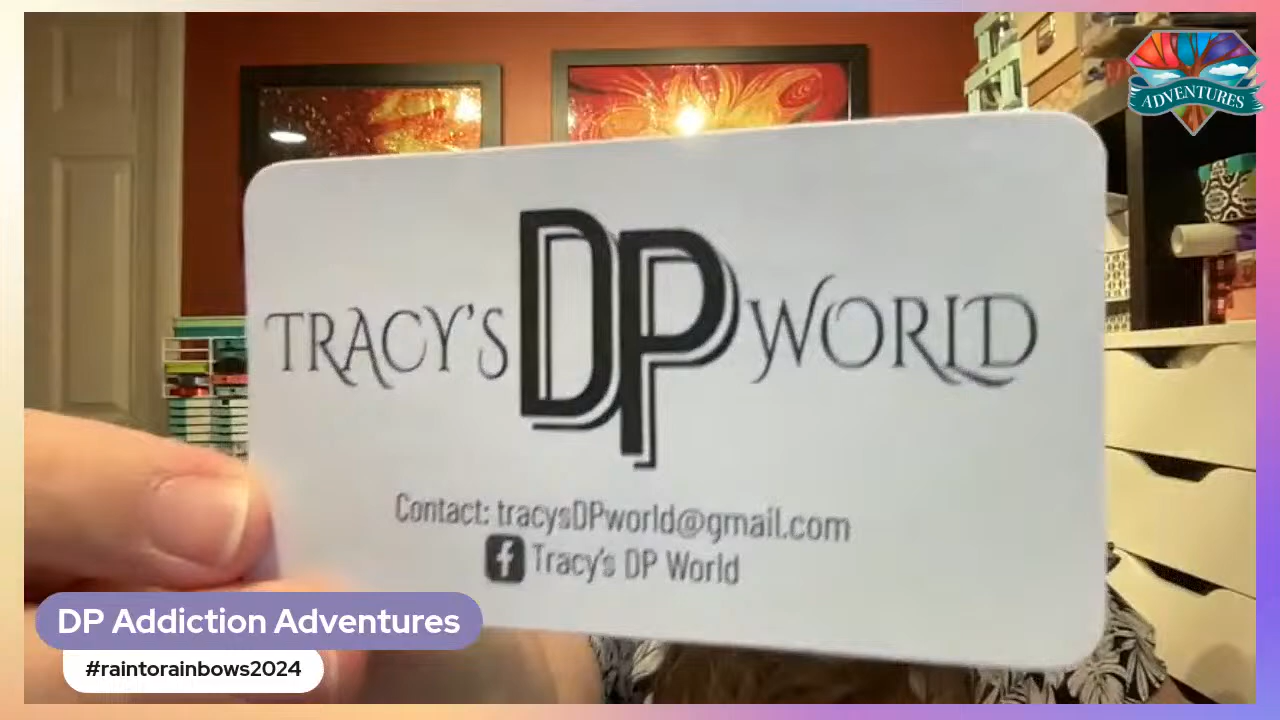 ADVENTURES
TRACY'S DP WORLD
Contact: tracysDPworld@gmail.com
f Tracy's DP World
DP Addiction Adventures
#raintorainbows2024